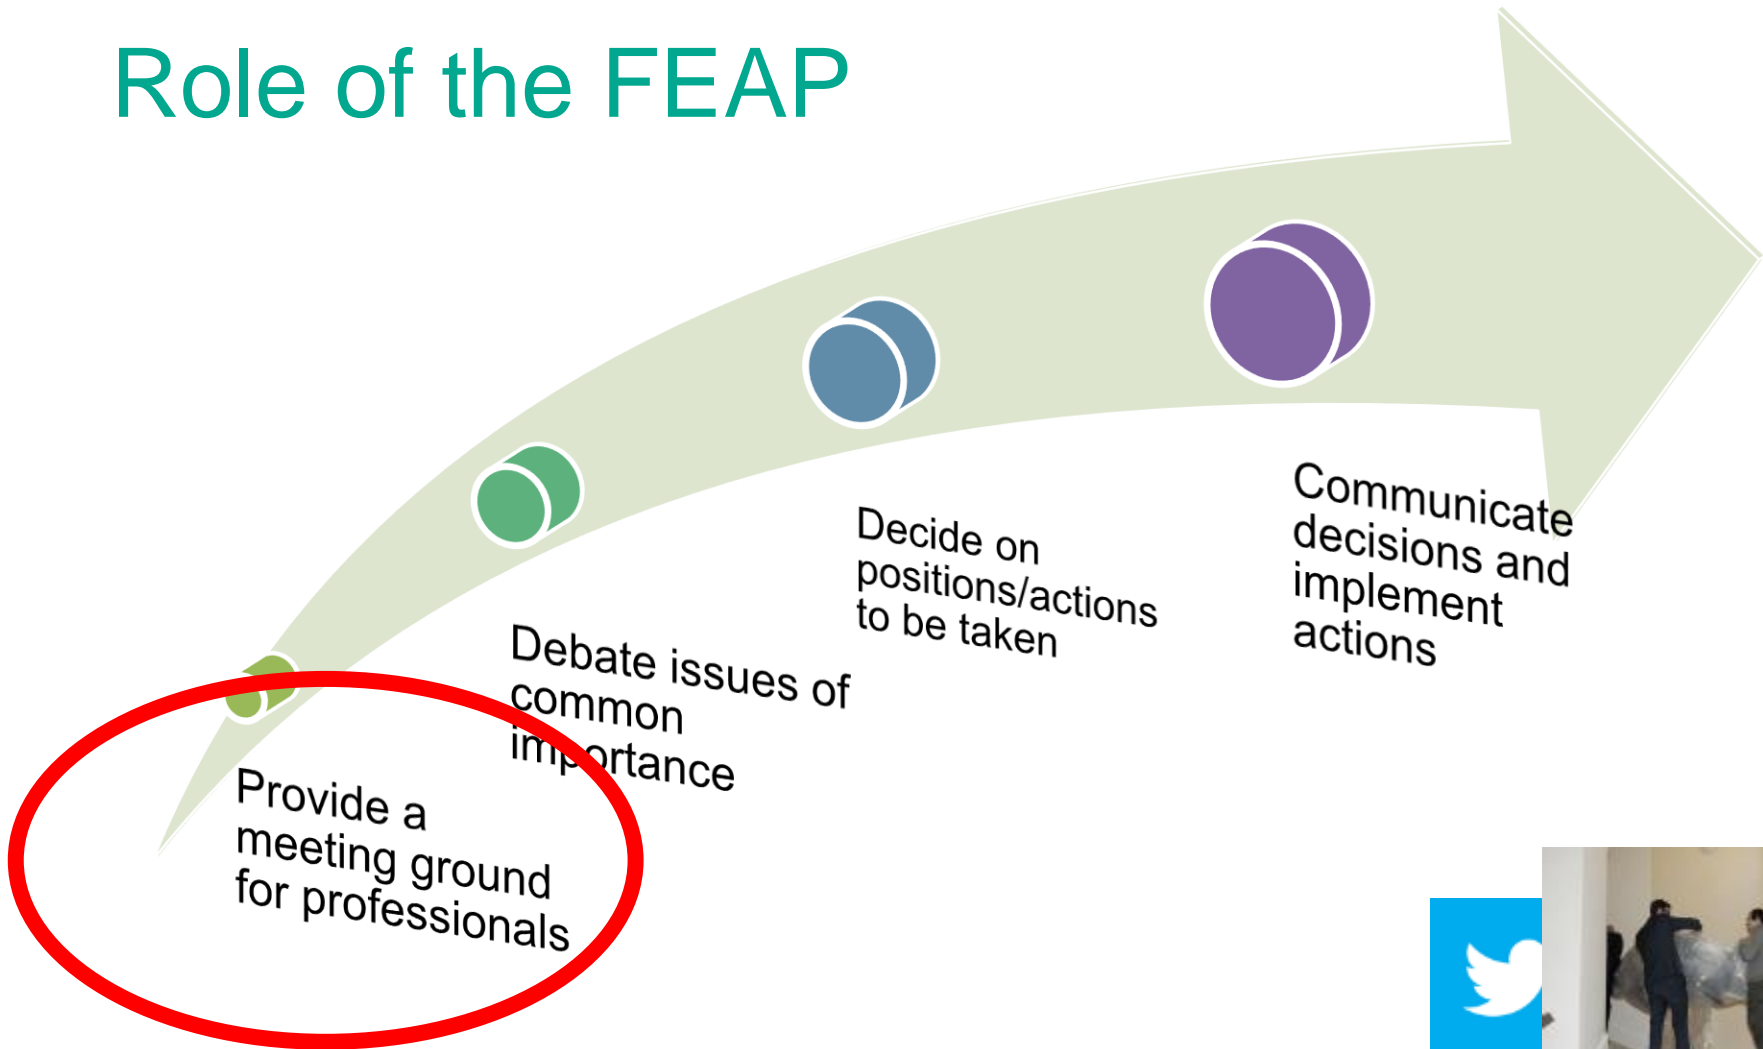 Role of the FEAP
Provide a
meeting ground
for professionals
Debate issues of
common
importance
Decide on
positions/actions
to be taken
Communicate
decisions and
implement
actions